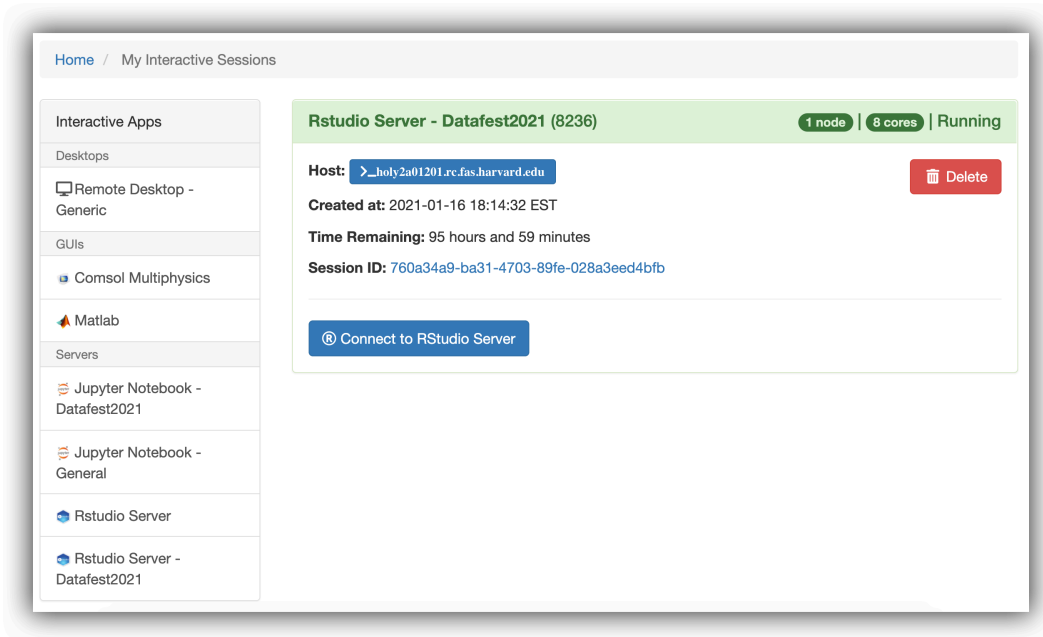 Home / My Interactive Sessions
Interactive Apps
Desktops
Remote Desktop -
Generic
GUIs
Comsol Multiphysics
Matlab
Servers
Jupyter Notebook -
Datafest2021
Jupyter Notebook -
General
Rstudio Server
Rstudio Server -
Datafest2021
Rstudio Server - Datafest2021 (8236)
1 node | 8 cores | Running
Host: >_holy2a01201.rc.fas.harvard.edu
Delete
Created at: 2021-01-16 18:14:32 EST
Time Remaining: 95 hours and 59 minutes
Session ID: 760a34a9-ba31-4703-89fe-028a3eed4bfb
® Connect to RStudio Server